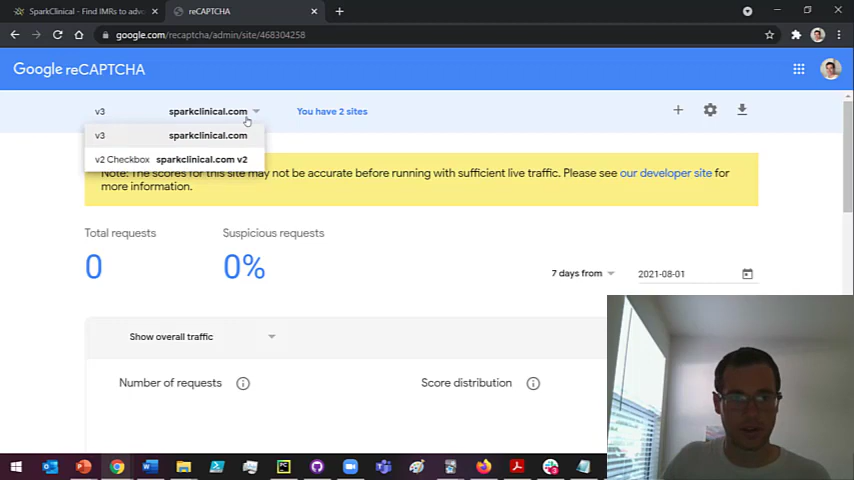 SparkClinical - Find IMRs to advo
reCAPTCHA
google.com/recaptcha/admin/site/468304258
Google reCAPTCHA
v3 sparkclinical.com You have 2 sites
v3 sparkclinical.com
v2 Checkbox sparkclinical.com v2
Note: The scores for this site may not be accurate before running with sufficient live traffic. Please see our developer site for
more information.
Total requests Suspicious requests
0 0%
7 days from 2021-08-01
Show overall traffic
Number of requests Score distribution